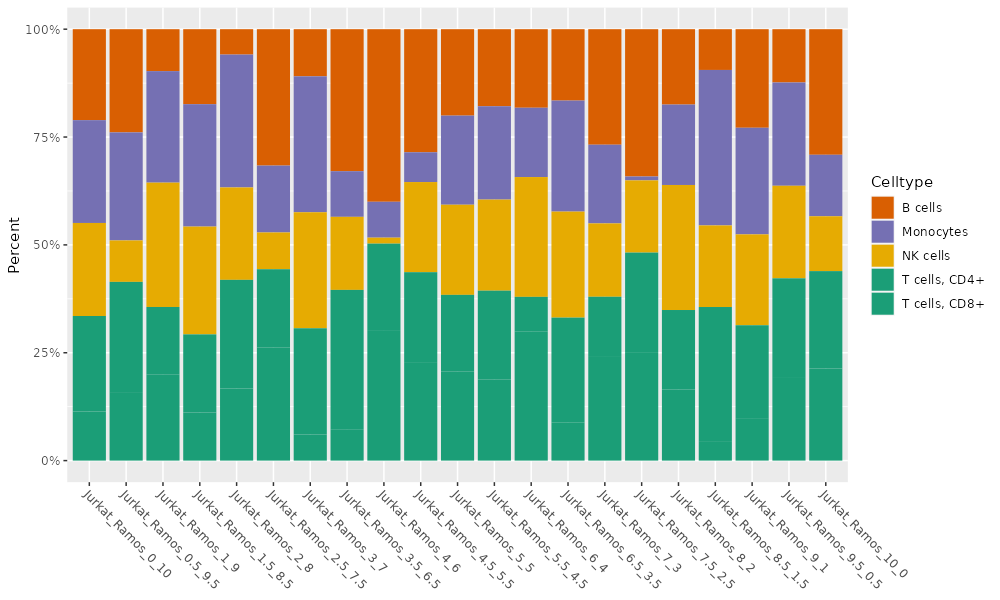 100%
75%
50%
25%
0%
Percent
Jurkat_Ramos_0_10
Jurkat_Ramos_0.5_9.5
Jurkat_Ramos_1_9
Jurkat_Ramos_1.5_8.5
Jurkat_Ramos_2_8
Jurkat_Ramos_2.5_7.5
Jurkat_Ramos_3_7
Jurkat_Ramos_3.5_6.5
Jurkat_Ramos_4_6
Jurkat_Ramos_4.5_5.5
Jurkat_Ramos_5_5
Jurkat_Ramos_5.5_4.5
Jurkat_Ramos_6_4
Jurkat_Ramos_6.5_3.5
Jurkat_Ramos_7_3
Jurkat_Ramos_7.5_2.5
Jurkat_Ramos_8_2
Jurkat_Ramos_8.5_1.5
Jurkat_Ramos_9_1
Jurkat_Ramos_9.5_0.5
Jurkat_Ramos_10_0
Celltype
B cells
Monocytes
NK cells
T cells, CD4+
T cells, CD8+